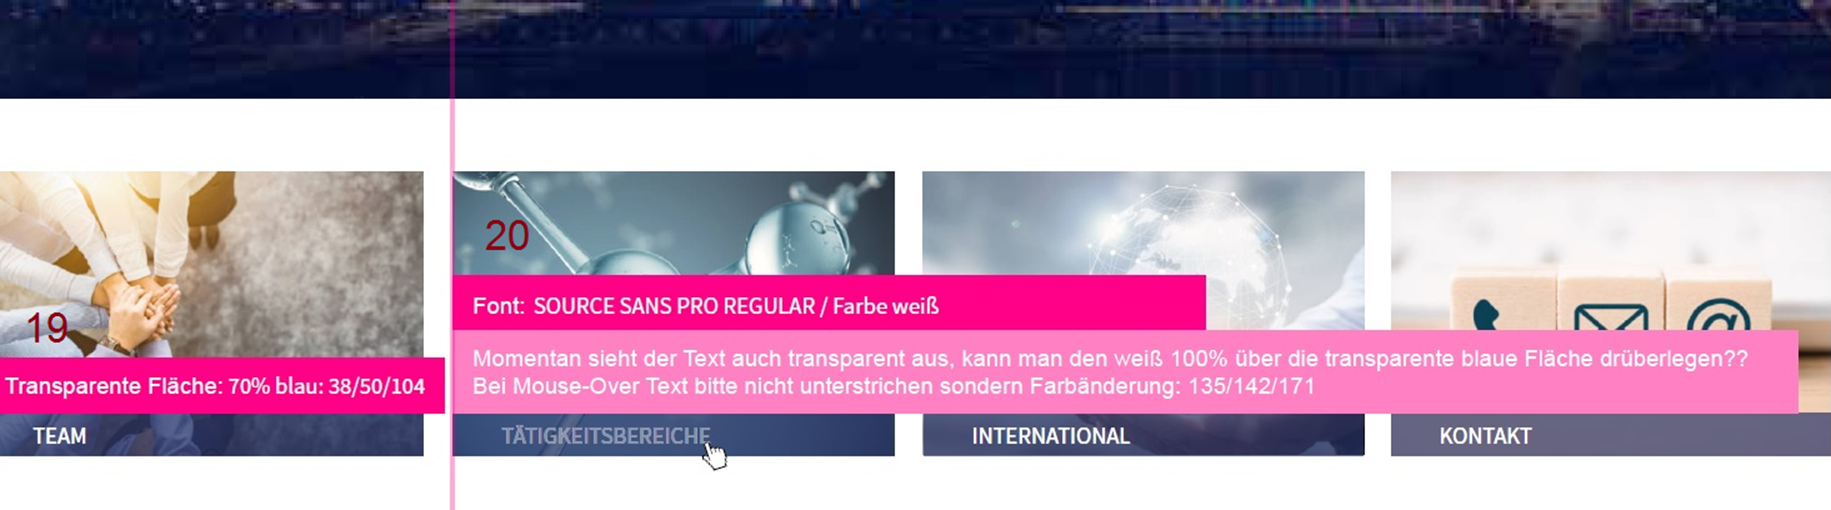 20
Font: SOURCE SANS PRO REGULAR / Farbe weiß
19
Momentan sieht der Text auch transparent aus, kann man den weiß 100% über die transparente blaue Fläche drüberlegen??
Transparente Fläche: 70% blau: 38/50/104
Bei Mouse-Over Text bitte nicht unterstrichen sondern Farbänderung: 135/142/171
TEAM
TÄTIGKEITSBEREICHE
INTERNATIONAL
KONTAKT